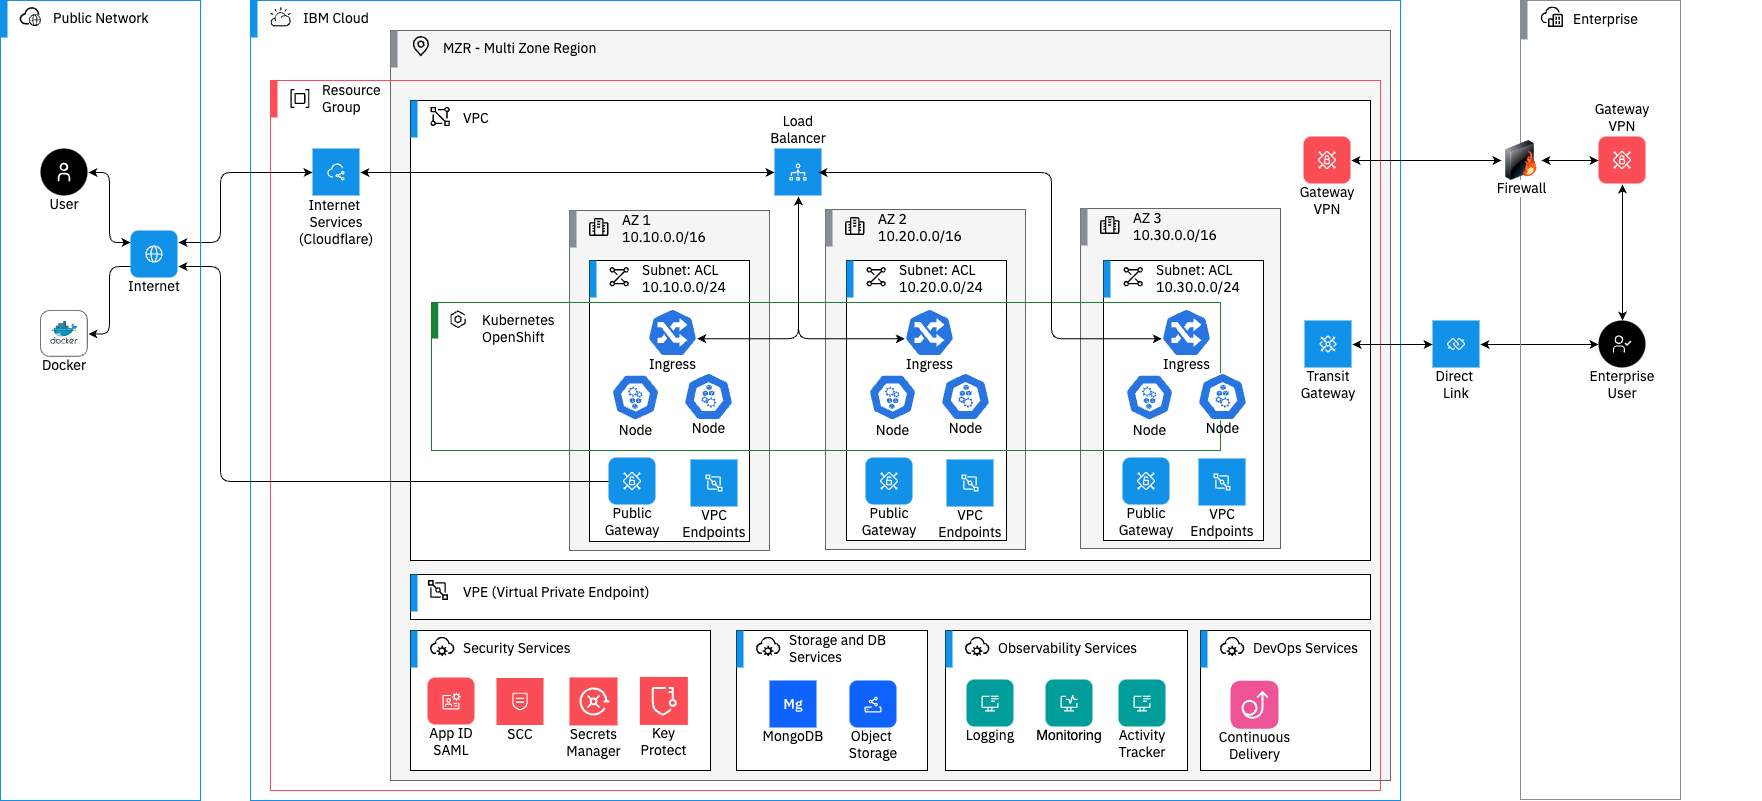 Public Network
IBM Cloud
Enterprise
MZR - Multi Zone Region
Resource
Group
VPC
Load
Balancer
Gateway
VPN
User
Internet
Services
(Cloudflare)
Gateway
VPN
Firewall
AZ 1
10.10.0.0/16
AZ 2
10.20.0.0/16
AZ 3
10.30.0.0/16
Internet
Subnet: ACL
10.10.0.0/24
Subnet: ACL
10.20.0.0/24
Subnet: ACL
10.30.0.0/24
Kubernetes
OpenShift
docker
Docker
Ingress
Ingress
Ingress
Transit
Gateway
Direct
Link
Enterprise
User
Node
Node
Node
Node
Node
Node
Public
Gateway
VPC
Endpoints
Public
Gateway
VPC
Endpoints
Public
Gateway
VPC
Endpoints
VPE (Virtual Private Endpoint)
Security Services
Storage and DB
Services
Observability Services
DevOps Services
App ID
SAML
SCC
Secrets
Manager
Key
Protect
Mg
MongoDB
Object
Storage
Logging
Monitoring
Activity
Tracker
Continuous
Delivery